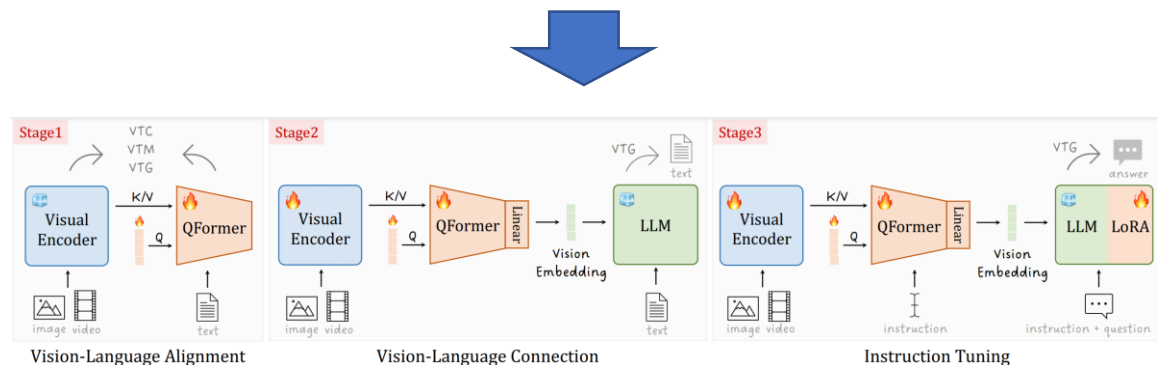 Stage1
VTC
VTM
VTG
Visual
Encoder
K/V
Q
QFormer
image video
text
Vision-Language Alignment
Stage2
Visual
Encoder
K/V
Q
QFormer
Linear
Vision
Embedding
VTG
text
LLM
image video
text
Vision-Language Connection
Stage3
Visual
Encoder
K/V
Q
QFormer
Linear
Vision
Embedding
VTG
answer
LLM LoRA
image video
instruction
instruction + question
Instruction Tuning